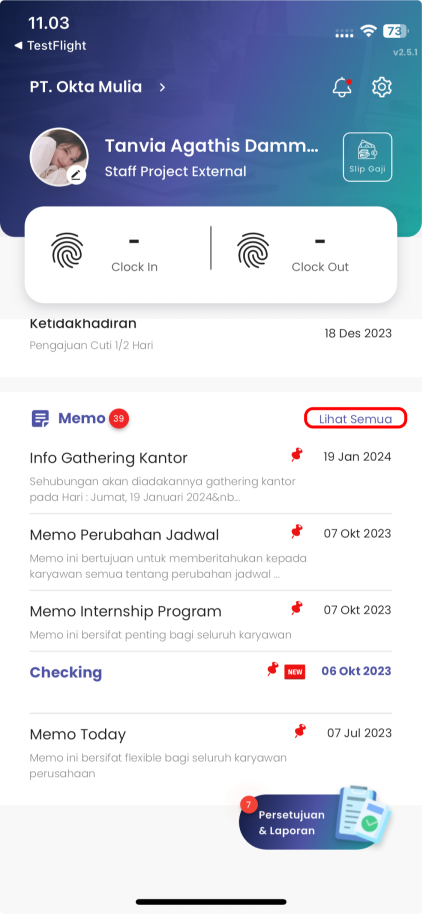 11.03
73
◀ TestFlight
v2.5.1
PT. Okta Mulia >
Tanvia Agathis Damm...
Staff Project External
Slip Gaji
- -
Clock In Clock Out
Ketidakhadiran 18 Des 2023
Pengajuan Cuti 1/2 Hari
Memo 39 Lihat Semua
Info Gathering Kantor 19 Jan 2024
Sehubungan akan diadakannya gathering kantor
pada Hari : Jumat, 19 Januari 2024&nb...
Memo Perubahan Jadwal 07 Okt 2023
Memo ini bertujuan untuk memberitahukan kepada
karyawan semua tentang perubahan jadwal ...
Memo Internship Program 07 Okt 2023
Memo ini bersifat penting bagi seluruh karyawan
Checking NEW 06 Okt 2023
Memo Today 07 Jul 2023
Memo ini bersifat flexible bagi seluruh karyawan
perusahaan
7
Persetujuan
& Laporan